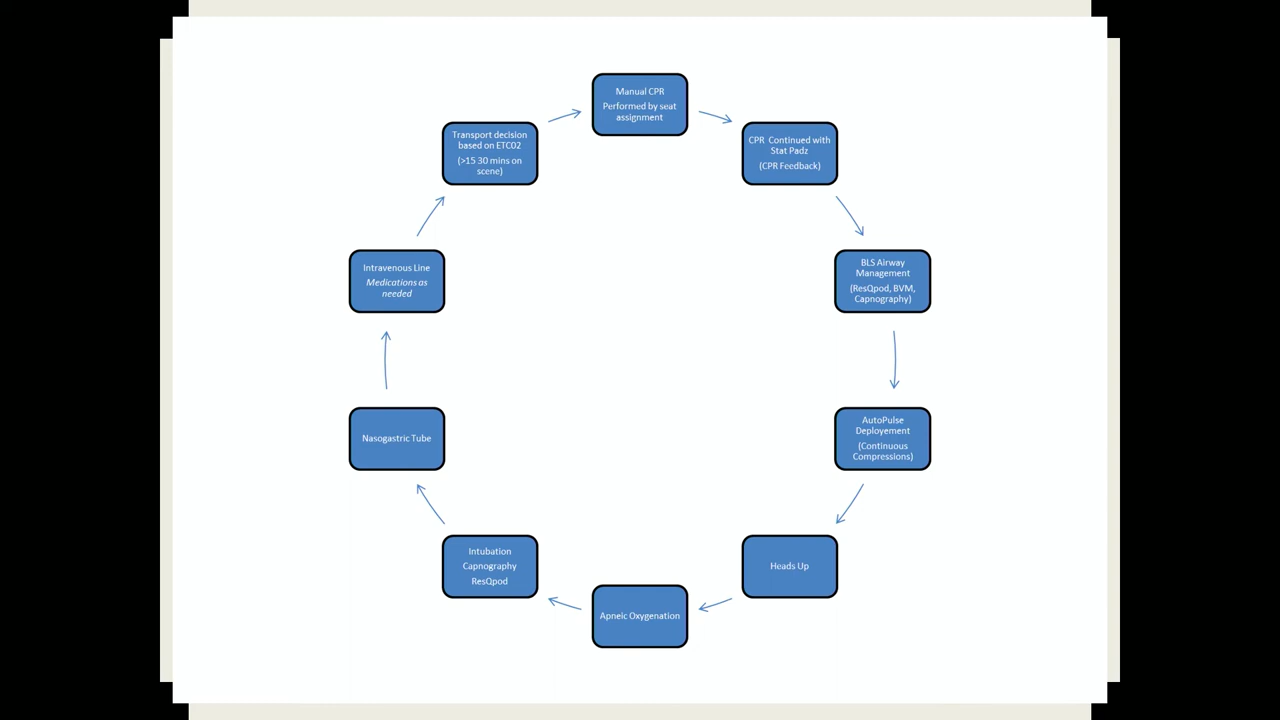 Manual CPR
Performed by seat
assignment
CPR  Continued with
Stat Padz
(CPR Feedback)
BLS Airway
Management
(ResQpod, BVM,
Capnography)
AutoPulse
Deployement
(Continuous
Compressions)
Heads Up
Apneic Oxygenation
Intubation
Capnography
ResQpod
Nasogastric Tube
Intravenous Line
Medications as
needed
Transport decision
based on ETC02
(>15 30 mins on
scene)